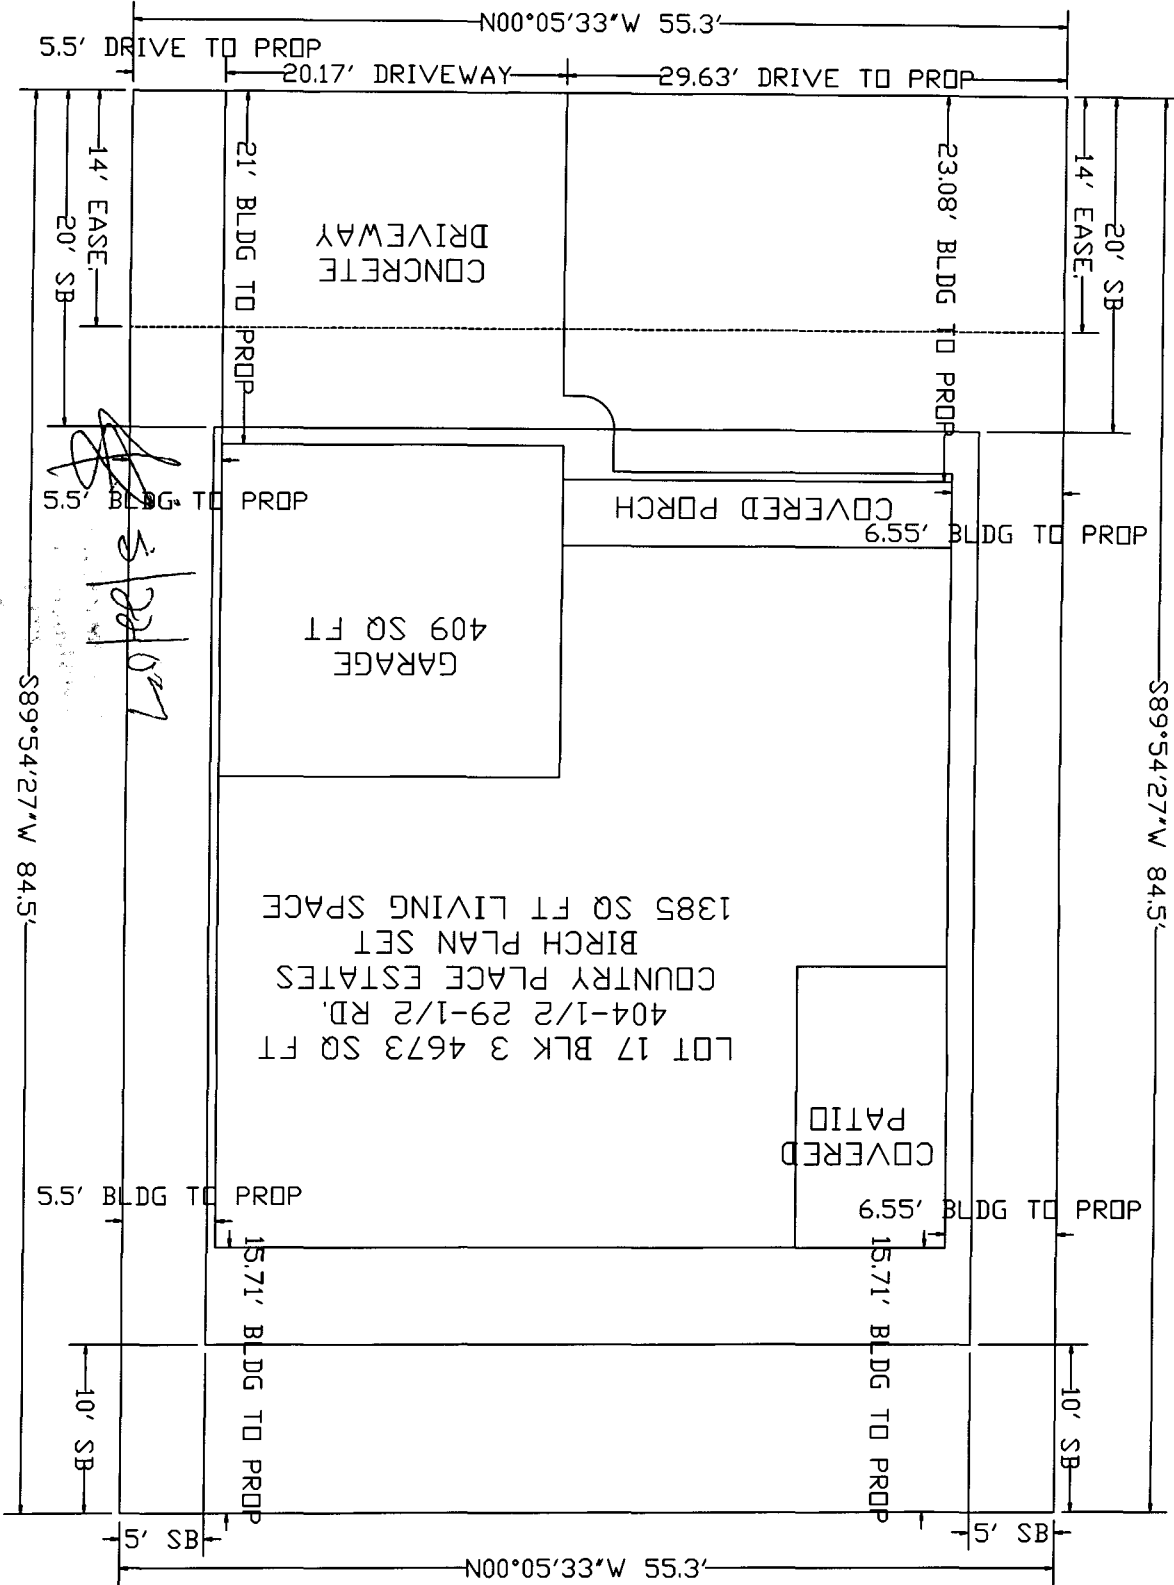 N00°05'33"W 55.3'
5.5' DRIVE TO PROP
20.17' DRIVEWAY
29.63' DRIVE TO PROP
14' EASE.
20' SB
21' BLDG TO PROP
CONCRETE
DRIVEWAY
23.08' BLDG TO PROP
14' EASE.
20' SB
5.5' BLDG TO PROP
COVERED PORCH
6.55' BLDG TO PROP
GARAGE
409 SQ FT
S89°54'27"W 84.5'
S89°54'27"W 84.5'
LOT 17 BLK 3 4673 SQ FT
404-1/2 29-1/2 RD.
COUNTRY PLACE ESTATES
BIRCH PLAN SET
1385 SQ FT LIVING SPACE
COVERED
PATIO
5.5' BLDG TO PROP
6.55' BLDG TO PROP
15.71' BLDG TO PROP
15.71' BLDG TO PROP
10' SB
10' SB
5' SB
5' SB
N00°05'33"W 55.3'